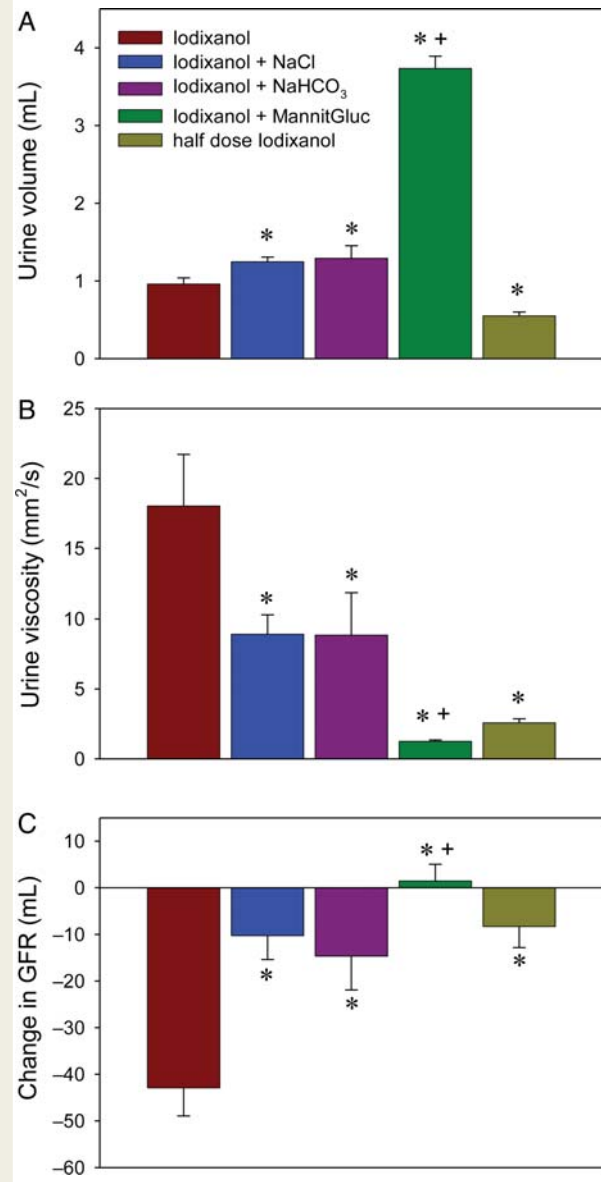 A
Urine volume (mL)
4
3
2
1
0
Iodixanol
Iodixanol + NaCl
Iodixanol + NaHCO₃
Iodixanol + MannitGluc
half dose Iodixanol
* +
*
*
*
B
Urine viscosity (mm²/s)
25
20
15
10
5
0
*
*
* +
*
C
Change in GFR (mL)
10
0
–10
–20
–30
–40
–50
–60
* +
*
*
*